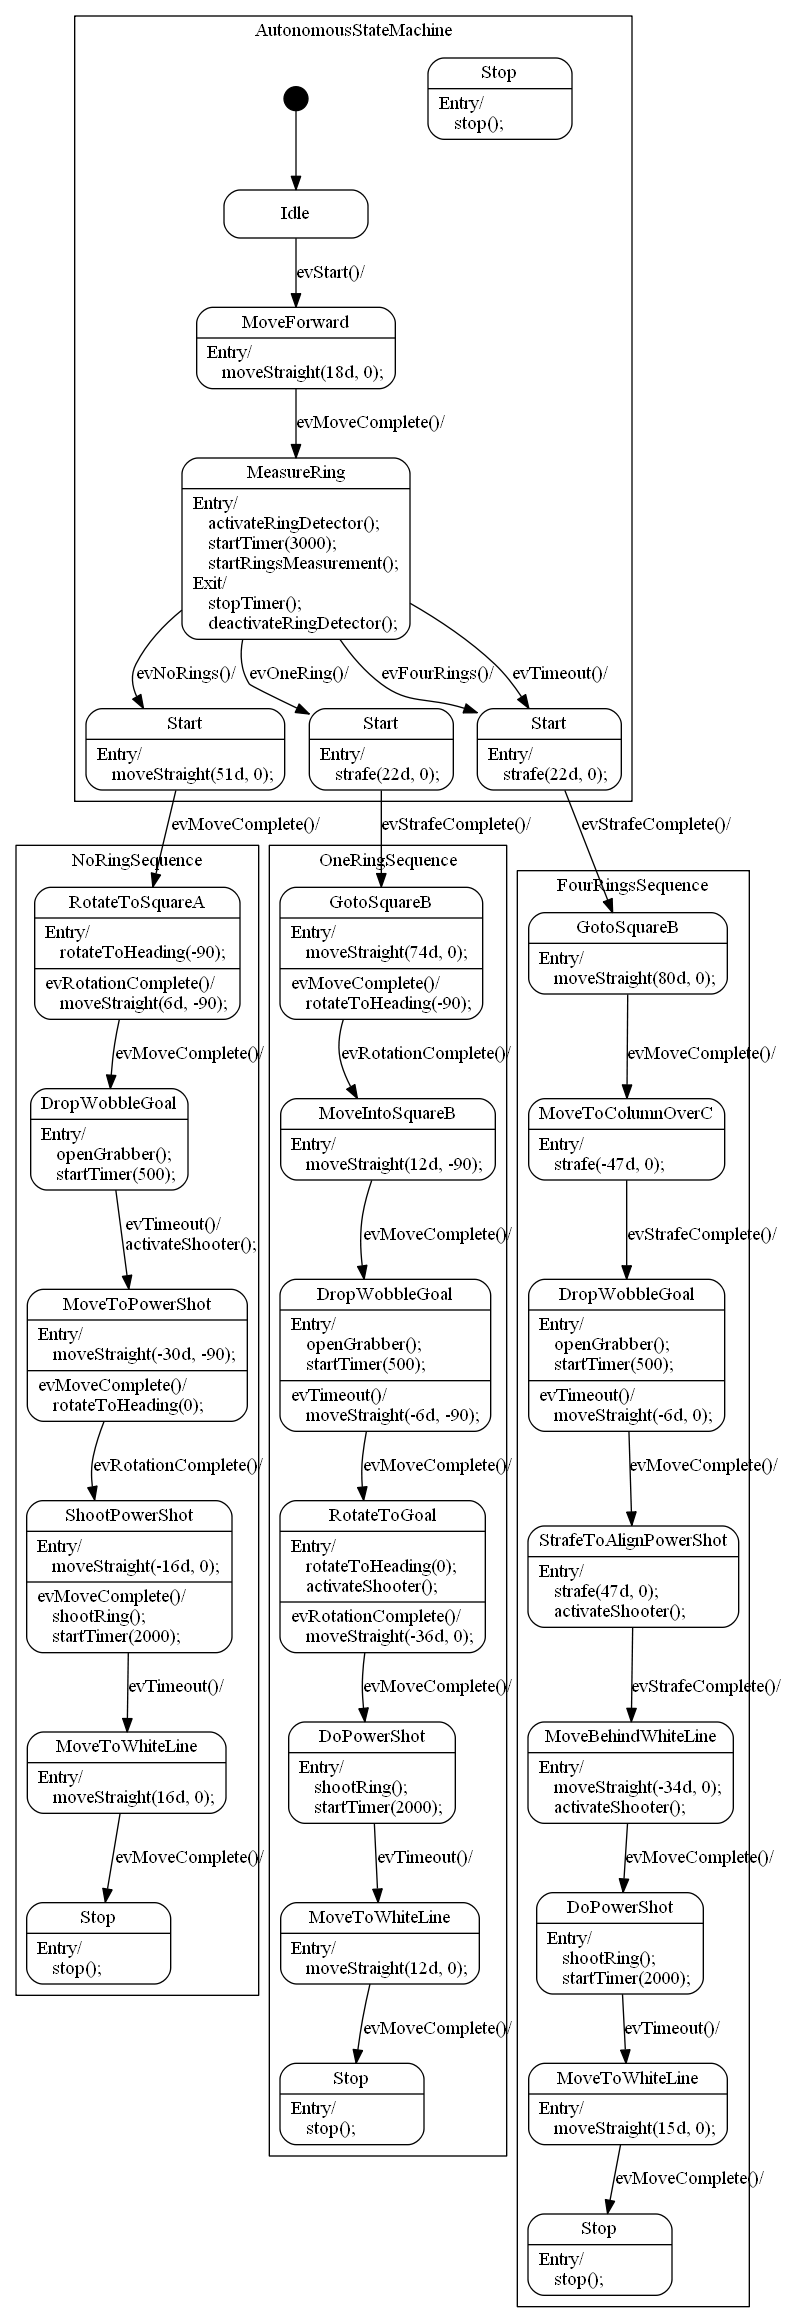 AutonomousStateMachine
Stop
Entry/
stop();
Idle
evStart()/
MoveForward
Entry/
moveStraight(18d, 0);
evMoveComplete()/
MeasureRing
Entry/
activateRingDetector();
startTimer(3000);
startRingsMeasurement();
Exit/
stopTimer();
deactivateRingDetector();
evNoRings()/
evOneRing()/
evFourRings()/
evTimeout()/
Start
Entry/
moveStraight(51d, 0);
Start
Entry/
strafe(22d, 0);
Start
Entry/
strafe(22d, 0);
evMoveComplete()/
evStrafeComplete()/
evStrafeComplete()/
NoRingSequence
RotateToSquareA
Entry/
rotateToHeading(-90);
evRotationComplete()/
moveStraight(6d, -90);
evMoveComplete()/
DropWobbleGoal
Entry/
openGrabber();
startTimer(500);
evTimeout()/
activateShooter();
MoveToPowerShot
Entry/
moveStraight(-30d, -90);
evMoveComplete()/
rotateToHeading(0);
evRotationComplete()/
ShootPowerShot
Entry/
moveStraight(-16d, 0);
evMoveComplete()/
shootRing();
startTimer(2000);
evTimeout()/
MoveToWhiteLine
Entry/
moveStraight(16d, 0);
evMoveComplete()/
Stop
Entry/
stop();
OneRingSequence
GotoSquareB
Entry/
moveStraight(74d, 0);
evMoveComplete()/
rotateToHeading(-90);
evRotationComplete()/
MoveIntoSquareB
Entry/
moveStraight(12d, -90);
evMoveComplete()/
DropWobbleGoal
Entry/
openGrabber();
startTimer(500);
evTimeout()/
moveStraight(-6d, -90);
evMoveComplete()/
RotateToGoal
Entry/
rotateToHeading(0);
activateShooter();
evRotationComplete()/
moveStraight(-36d, 0);
evMoveComplete()/
DoPowerShot
Entry/
shootRing();
startTimer(2000);
evTimeout()/
MoveToWhiteLine
Entry/
moveStraight(12d, 0);
evMoveComplete()/
Stop
Entry/
stop();
FourRingsSequence
GotoSquareB
Entry/
moveStraight(80d, 0);
evMoveComplete()/
MoveToColumnOverC
Entry/
strafe(-47d, 0);
evStrafeComplete()/
DropWobbleGoal
Entry/
openGrabber();
startTimer(500);
evTimeout()/
moveStraight(-6d, 0);
evMoveComplete()/
StrafeToAlignPowerShot
Entry/
strafe(47d, 0);
activateShooter();
evStrafeComplete()/
MoveBehindWhiteLine
Entry/
moveStraight(-34d, 0);
activateShooter();
evMoveComplete()/
DoPowerShot
Entry/
shootRing();
startTimer(2000);
evTimeout()/
MoveToWhiteLine
Entry/
moveStraight(15d, 0);
evMoveComplete()/
Stop
Entry/
stop();